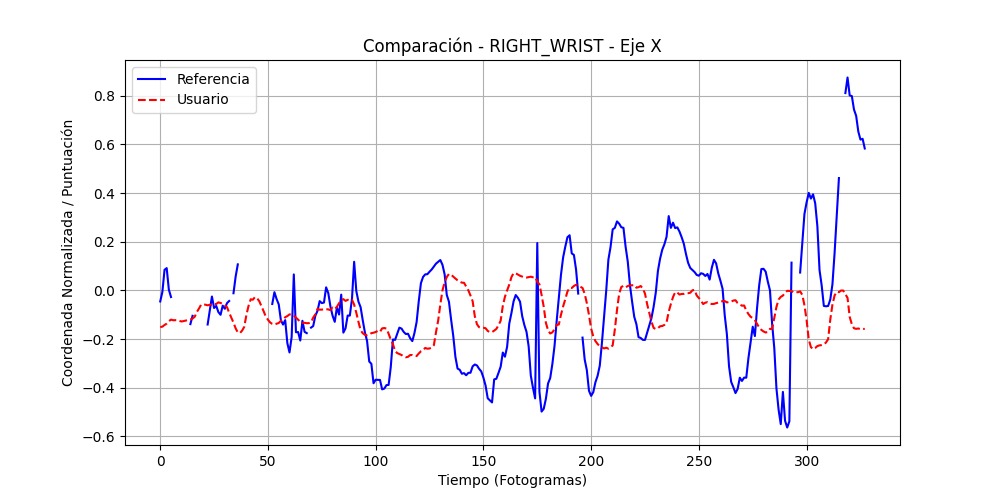 Comparación - RIGHT_WRIST - Eje X
Referencia
Usuario
Coordenada Normalizada / Puntuación
0.8
0.6
0.4
0.2
0.0
−0.2
−0.4
−0.6
0 50 100 150 200 250 300
Tiempo (Fotogramas)